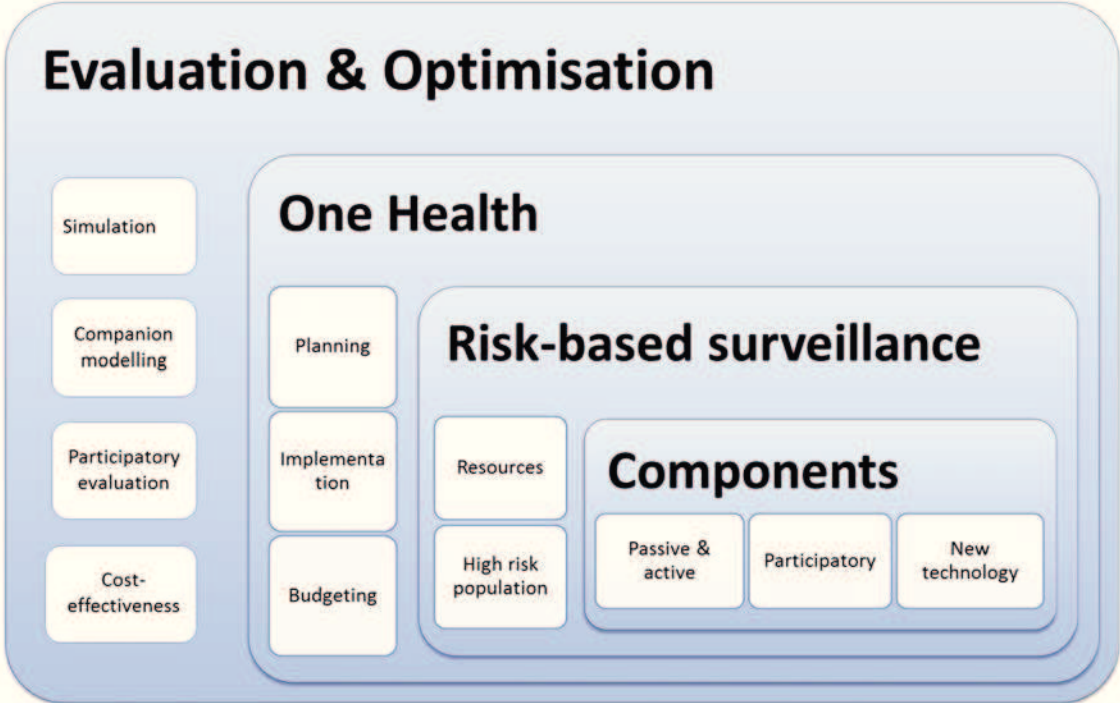 Evaluation & Optimisation
Simulation
Companion
modelling
Participatory
evaluation
Cost-
effectiveness
One Health
Planning
Implementa
tion
Budgeting
Risk-based surveillance
Resources
High risk
population
Components
Passive &
active
Participatory
New
technology